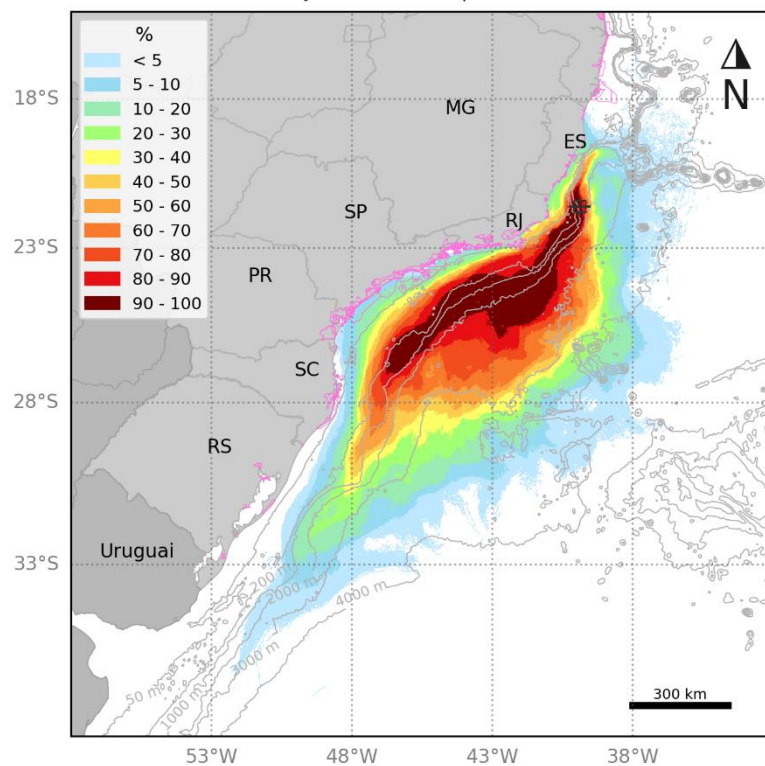 %
< 5
5 - 10
10 - 20
20 - 30
30 - 40
40 - 50
50 - 60
60 - 70
70 - 80
80 - 90
90 - 100
N
18°S
23°S
28°S
33°S
MG
ES
SP
RJ
PR
SC
RS
Uruguai
50 m
200 m
1000 m
2000 m
3000 m
4000 m
300 km
53°W
48°W
43°W
38°W